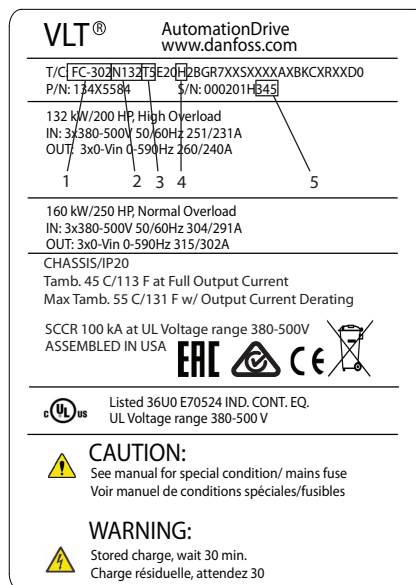 VLT® AutomationDrive
www.danfoss.com
T/C: FC-302N132T5E20H2BGR7XXSXXXXAXBKCXRXXD0
P/N: 134X5584 S/N: 000201H345
132 kW/200 HP, High Overload
IN: 3x380-500V 50/60Hz 251/231A
OUT: 3x0-Vin 0-590Hz 260/240A
1 2 3 4 5
160 kW/250 HP, Normal Overload
IN: 3x380-500V 50/60Hz 304/291A
OUT: 3x0-Vin 0-590Hz 315/302A
CHASSIS/IP20
Tamb. 45 C/113 F at Full Output Current
Max Tamb. 55 C/131 F w/ Output Current Derating
SCCR 100 kA at UL Voltage range 380-500V
ASSEMBLED IN USA EAC CE
c UL us Listed 36U0 E70524 IND. CONT. EQ.
UL Voltage range 380-500 V
CAUTION:
See manual for special condition/ mains fuse
Voir manuel de conditions spéciales/fusibles
WARNING:
Stored charge, wait 30 min.
Charge résiduelle, attendez 30